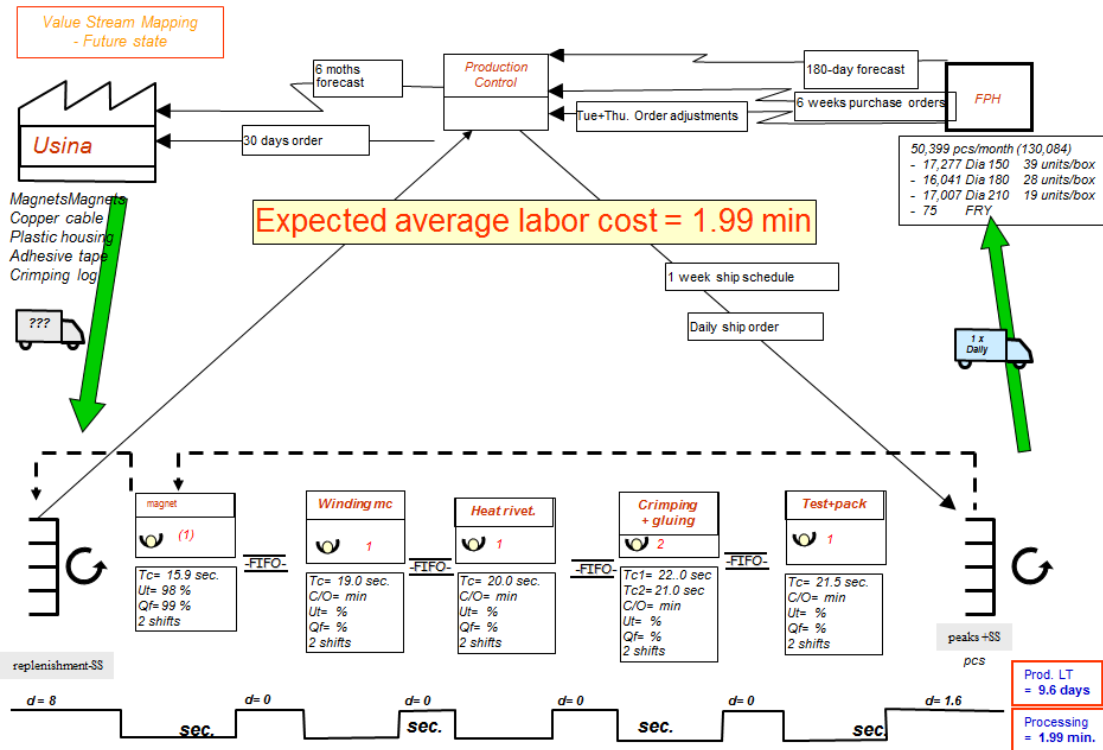 Value Stream Mapping
- Future state
6 moths
forecast
Production
Control
180-day forecast
6 weeks purchase orders
Tue+Thu. Order adjustments
FPH
30 days order
Usina
50,399 pcs/month (130,084)
- 17,277 Dia 150 39 units/box
- 16,041 Dia 180 28 units/box
- 17,007 Dia 210 19 units/box
- 75 FRY
MagnetsMagnets
Copper cable
Plastic housing
Adhesive tape
Crimping log
Expected average labor cost = 1.99 min
1 week ship schedule
Daily ship order
???
1 x
Daily
magnet
(1)
Tc= 15.9 sec.
Ut= 98 %
Qf= 99 %
2 shifts
-FIFO-
Winding mc
1
Tc= 19.0 sec.
C/O= min
Ut= %
Qf= %
2 shifts
-FIFO-
Heat rivet.
1
Tc= 20.0 sec.
C/O= min
Ut= %
Qf= %
2 shifts
-FIFO-
Crimping
+ gluing
2
Tc1= 22..0 sec
Tc2= 21.0 sec
C/O= min
Ut= %
Qf= %
2 shifts
-FIFO-
Test+pack
1
Tc= 21.5 sec.
C/O= min
Ut= %
Qf= %
2 shifts
replenishment-SS
peaks +SS
pcs
d= 8
sec.
d= 0
d= 0
sec.
d= 0
sec.
d= 0
sec.
d= 1.6
Prod. LT
= 9.6 days
Processing
= 1.99 min.